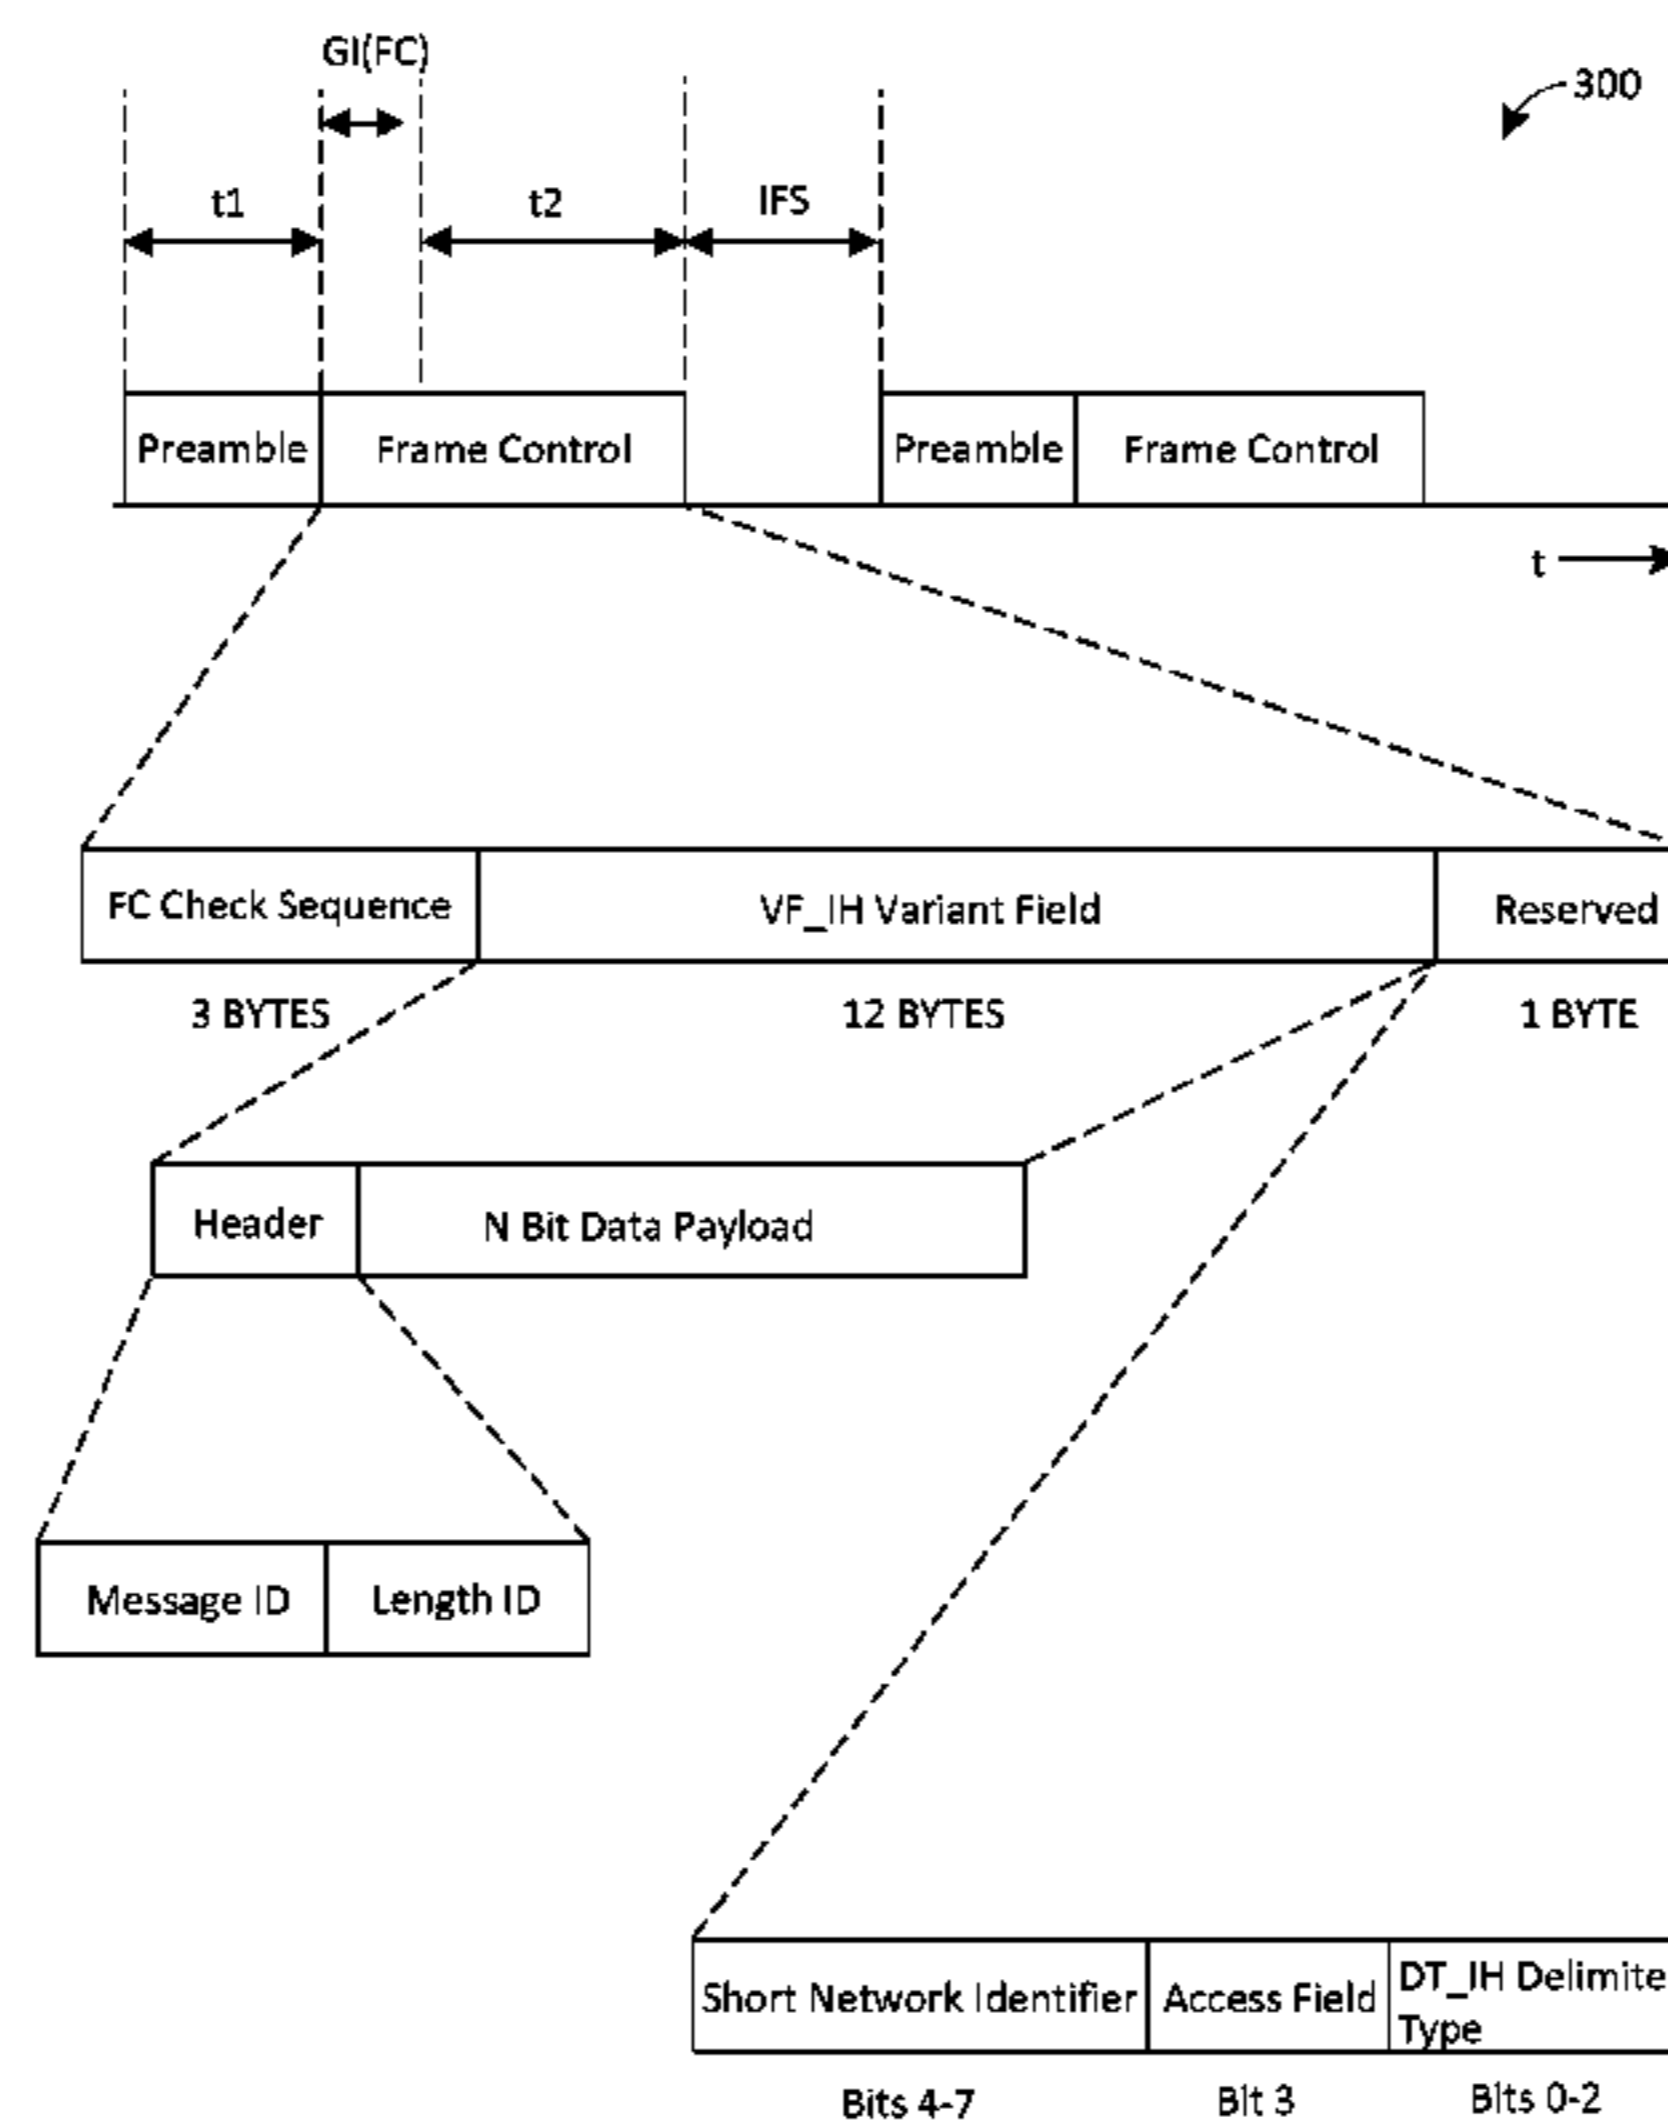 GI(FC)
300
t1
t2
IFS
Preamble
Frame Control
Preamble
Frame Control
t
FC Check Sequence
VF_IH Variant Field
Reserved
3 BYTES
12 BYTES
1 BYTE
Header
N Bit Data Payload
Message ID
Length ID
Short Network Identifier
Access Field
DT_IH Delimite
Type
Bits 4-7
Bit 3
Bits 0-2